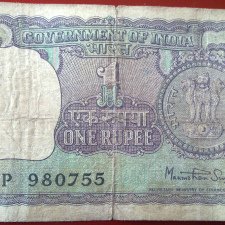 GOVERNMENT OF INDIA
भारत
1
एक रुपया
ONE RUPEE
P 980755